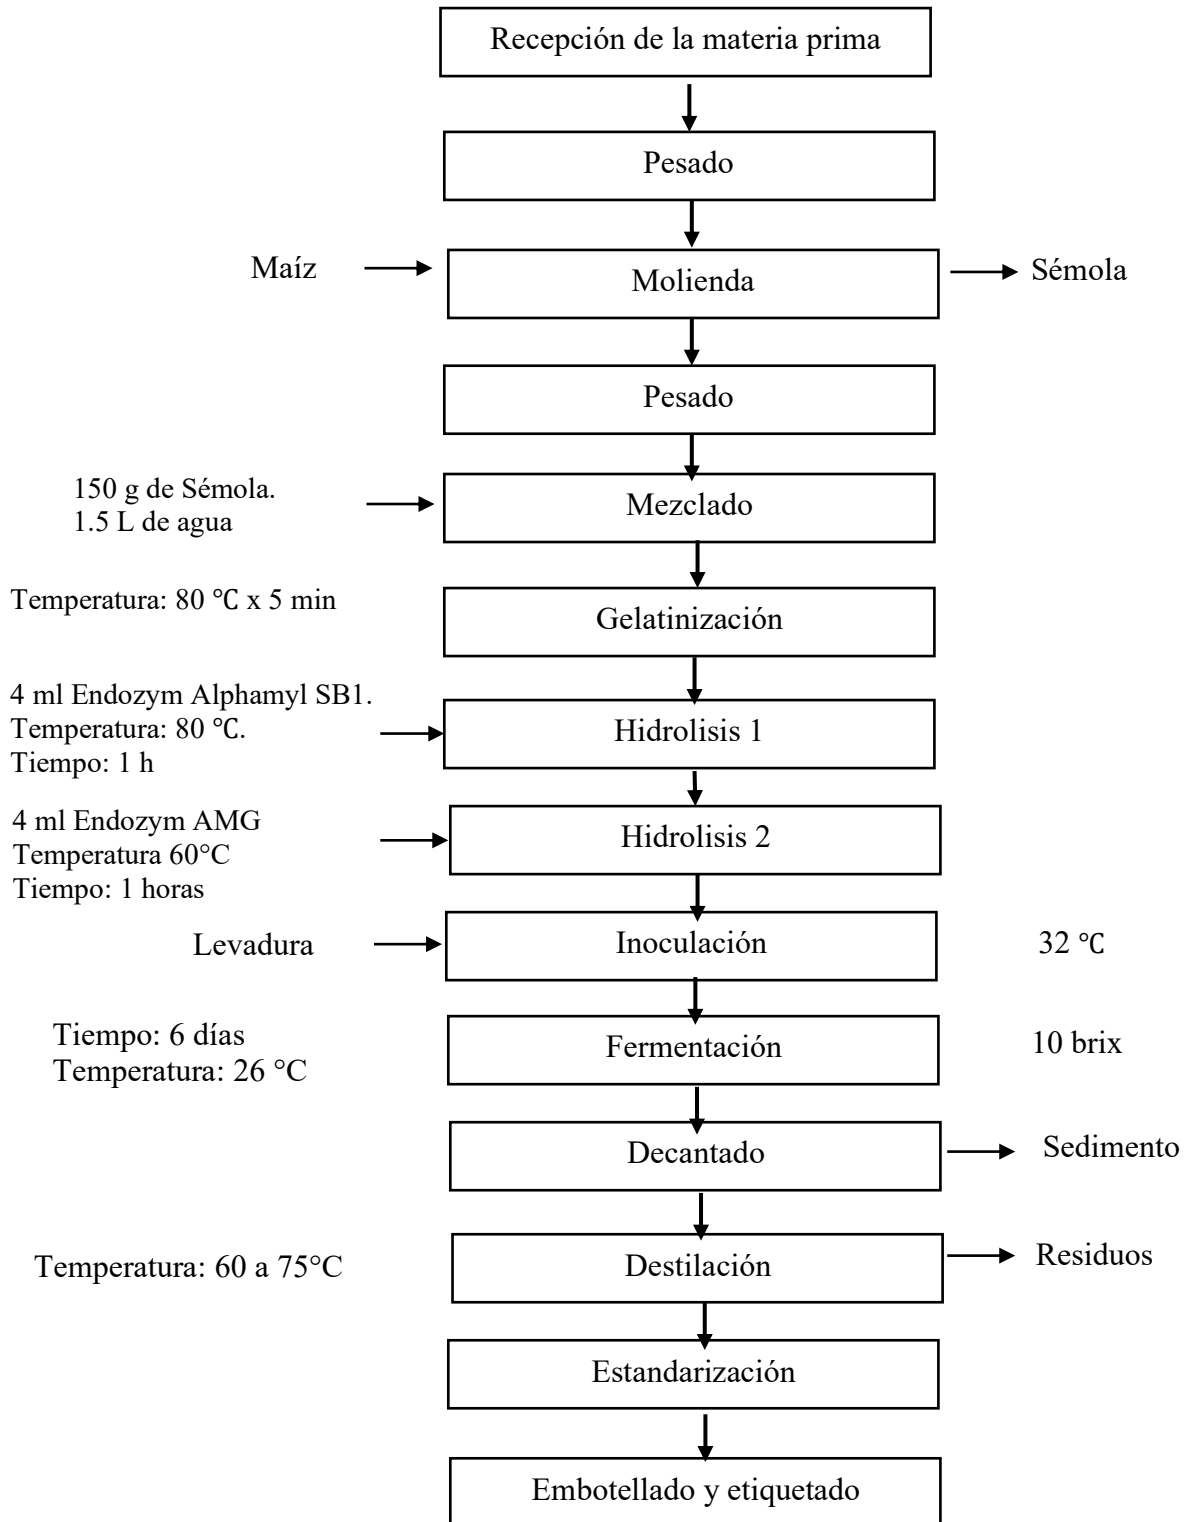 Recepción de la materia prima
Pesado
Maíz
Molienda
Sémola
Pesado
150 g de Sémola.
1.5 L de agua
Mezclado
Temperatura: 80 °C x 5 min
Gelatinización
4 ml Endozym Alphamyl SB1.
Temperatura: 80 °C.
Tiempo: 1 h
Hidrolisis 1
4 ml Endozym AMG
Temperatura 60°C
Tiempo: 1 horas
Hidrolisis 2
Levadura
Inoculación
32 °C
Tiempo: 6 días
Temperatura: 26 °C
Fermentación
10 brix
Decantado
Sedimento
Temperatura: 60 a 75°C
Destilación
Residuos
Estandarización
Embotellado y etiquetado